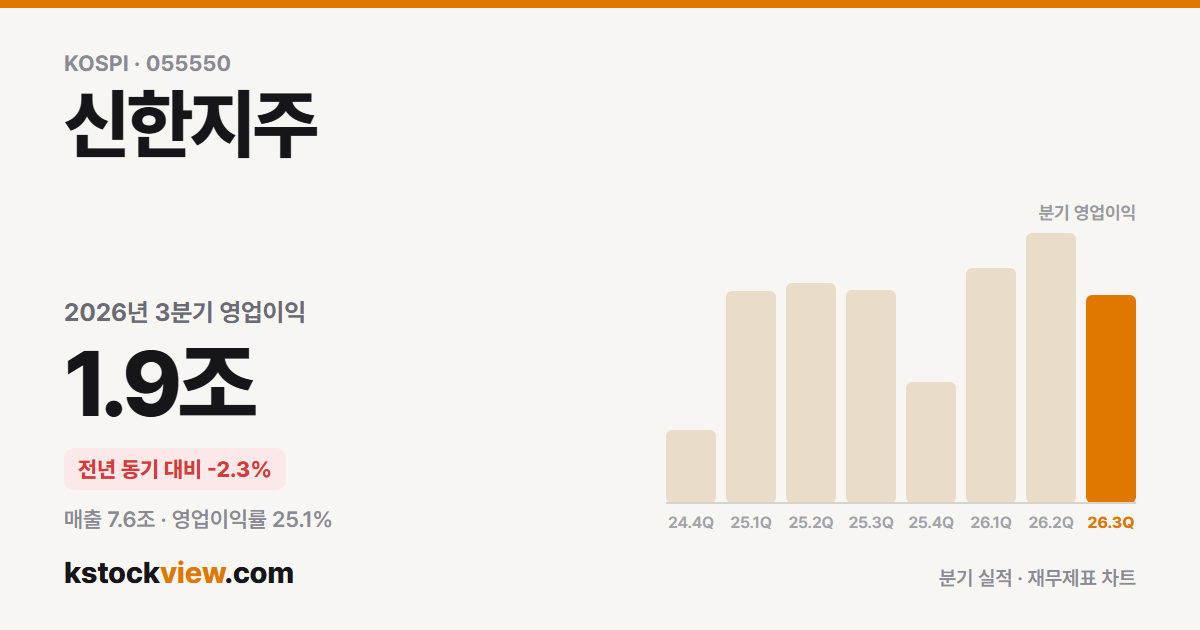 KOSPI · 055550
신한지주
분기 영업이익
2026년 3분기 영업이익
1.9조
전년 동기 대비 -2.3%
매출 7.6조 · 영업이익률 25.1%
24.4Q 25.1Q 25.2Q 25.3Q 25.4Q 26.1Q 26.2Q 26.3Q
kstockview.com
분기 실적 · 재무제표 차트